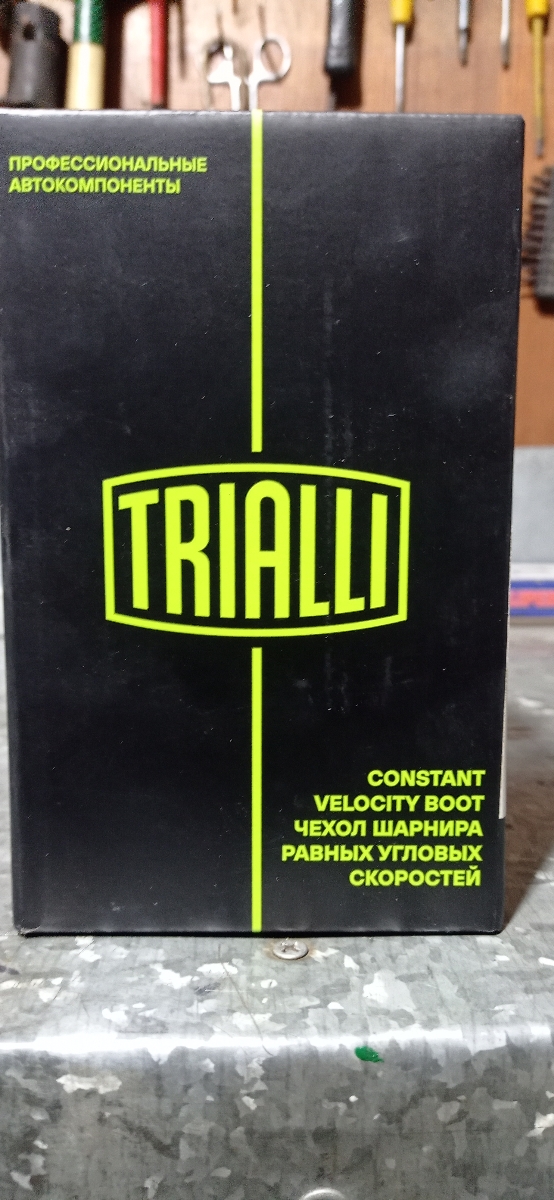 ПРОФЕССИОНАЛЬНЫЕ
АВТОКОМПОНЕНТЫ
TRIALLI
CONSTANT
VELOCITY BOOT
ЧЕХОЛ ШАРНИРА
РАВНЫХ УГЛОВЫХ
СКОРОСТЕЙ